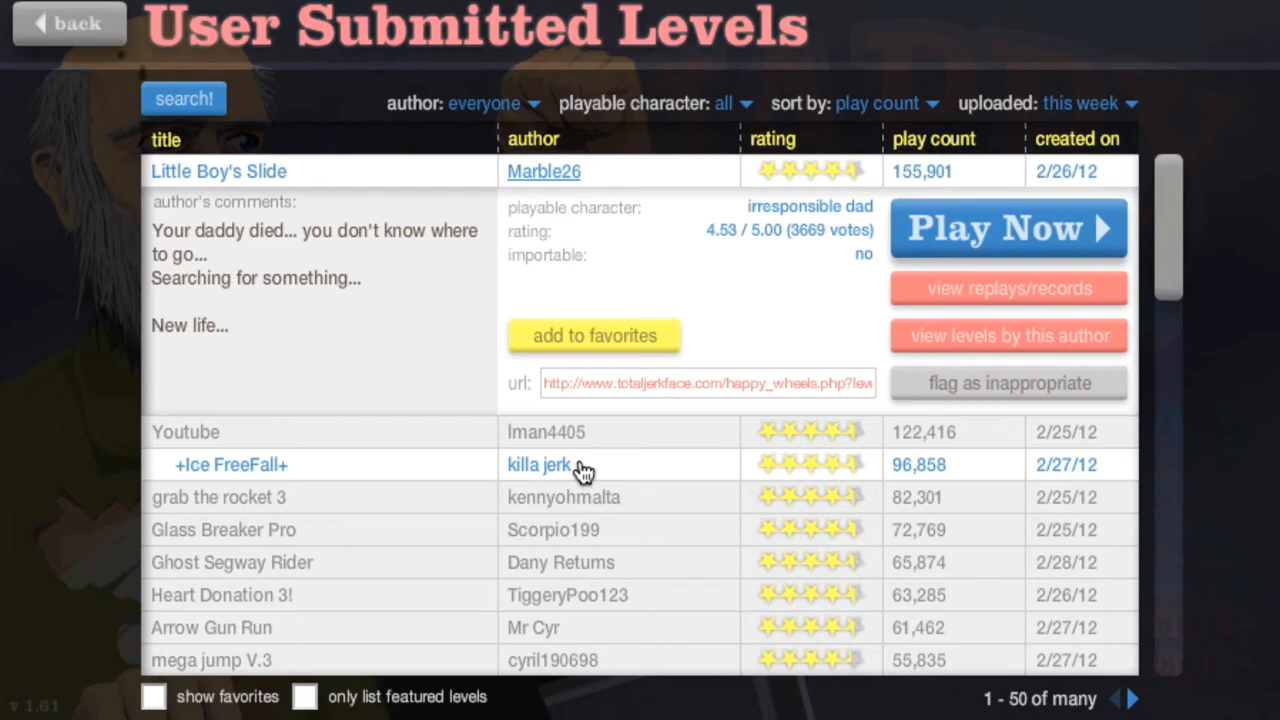 back
User Submitted Levels
search!
author: everyone playable character: all sort by: play count uploaded: this week
title author rating play count created on
Little Boy's Slide Marble26 155,901 2/26/12
author's comments:
Your daddy died... you don't know where
to go...
Searching for something...
New life...
playable character: irresponsible dad
rating: 4.53 / 5.00 (3669 votes)
importable: no
add to favorites
url: http://www.totaljerkface.com/happy_wheels.php?lev
Play Now
view replays/records
view levels by this author
flag as inappropriate
Youtube lman4405 122,416 2/25/12
+Ice FreeFall+ killa jerk 96,858 2/27/12
grab the rocket 3 kennyohmalta 82,301 2/25/12
Glass Breaker Pro Scorpio199 72,769 2/25/12
Ghost Segway Rider Dany Returns 65,874 2/28/12
Heart Donation 3! TiggeryPoo123 63,285 2/26/12
Arrow Gun Run Mr Cyr 61,462 2/27/12
mega jump V.3 cyril190698 55,835 2/27/12
show favorites only list featured levels 1 - 50 of many
v 1.61